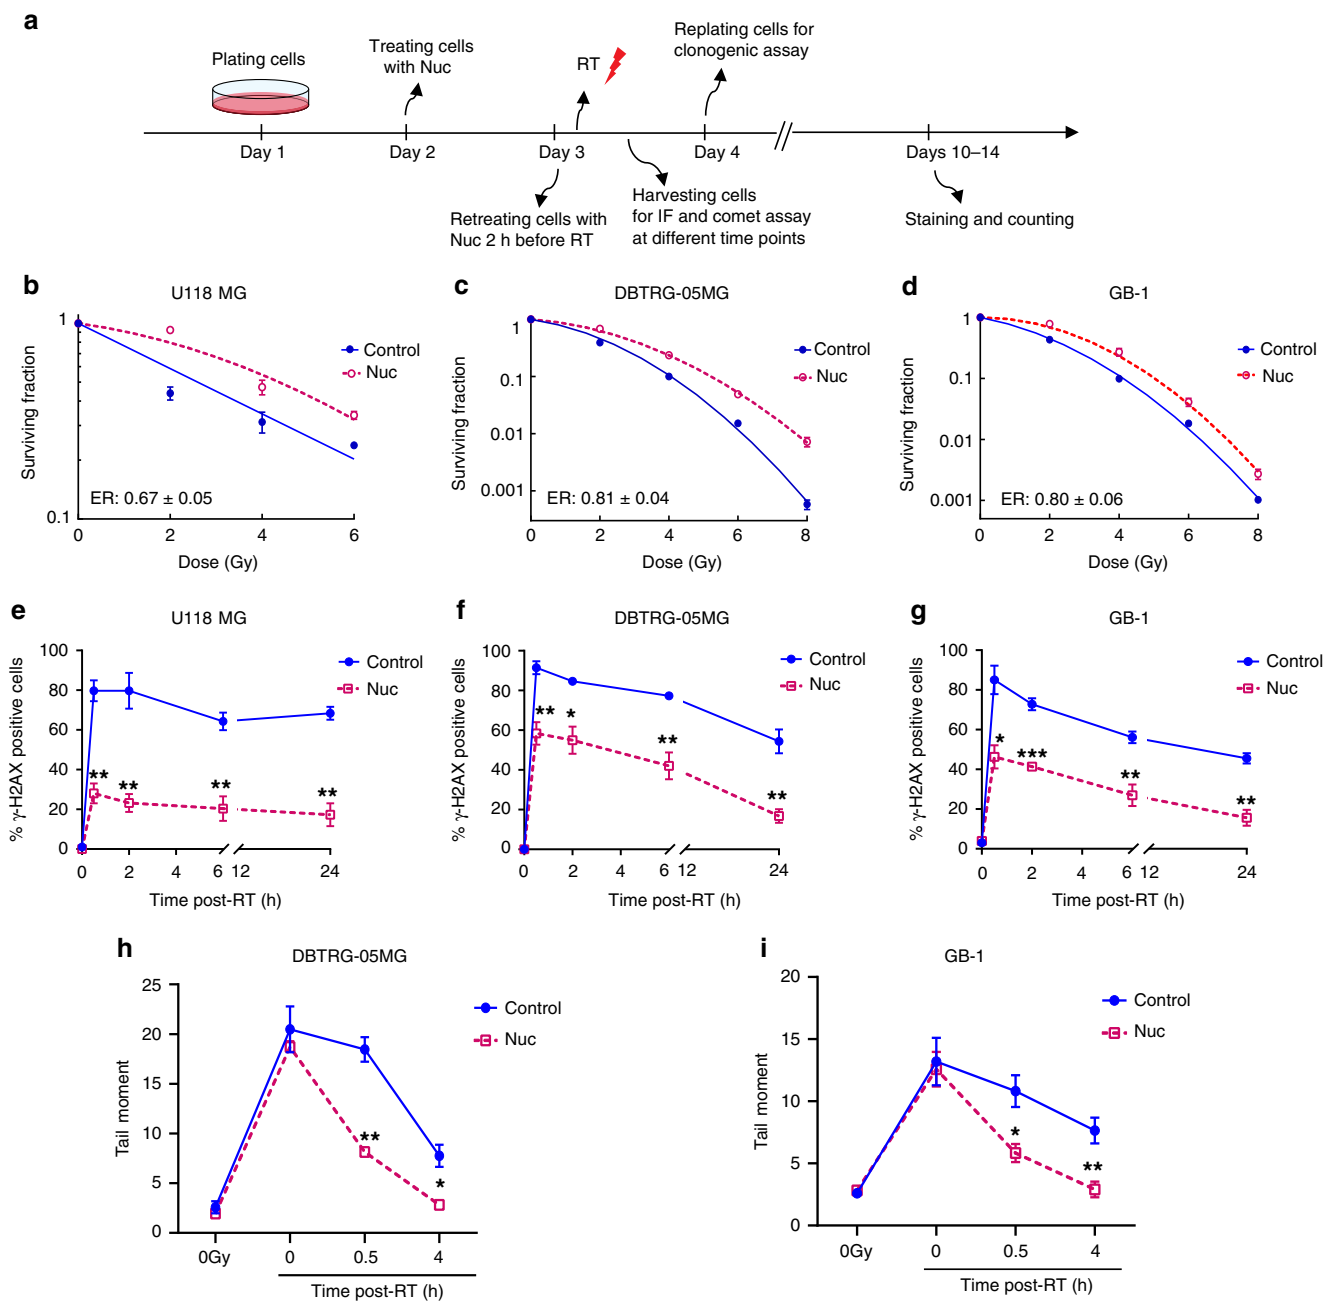 a
Plating cells
Treating cells
with Nuc
RT
Replating cells for
clonogenic assay
Day 1
Day 2
Day 3
Day 4
Days 10–14
Retreating cells with
Nuc 2 h before RT
Harvesting cells
for IF and comet assay
at different time points
Staining and counting
b
U118 MG
Surviving fraction
1
0.1
Control
Nuc
ER: 0.67 ± 0.05
0 2 4 6
Dose (Gy)
c
DBTRG-05MG
Surviving fraction
1
0.1
0.01
0.001
Control
Nuc
ER: 0.81 ± 0.04
0 2 4 6 8
Dose (Gy)
d
GB-1
Surviving fraction
1
0.1
0.01
0.001
Control
Nuc
ER: 0.80 ± 0.06
0 2 4 6 8
Dose (Gy)
e
U118 MG
% γ-H2AX positive cells
100
80
60
40
20
0
Control
Nuc
** ** ** **
0 2 4 6 12 24
Time post-RT (h)
f
DBTRG-05MG
% γ-H2AX positive cells
100
80
60
40
20
0
Control
Nuc
** * ** **
0 2 4 6 12 24
Time post-RT (h)
g
GB-1
% γ-H2AX positive cells
100
80
60
40
20
0
Control
Nuc
* *** ** **
0 2 4 6 12 24
Time post-RT (h)
h
DBTRG-05MG
Tail moment
25
20
15
10
5
0
Control
Nuc
** *
0Gy 0 0.5 4
Time post-RT (h)
i
GB-1
Tail moment
20
15
10
5
0
Control
Nuc
* **
0Gy 0 0.5 4
Time post-RT (h)